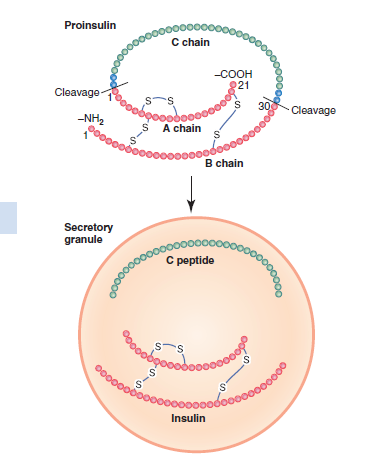 Proinsulin
C chain
–COOH
21
Cleavage
1
S S
S
30
Cleavage
–NH2
1
S
A chain
S
S
B chain
Secretory
granule
C peptide
S S
S
S
S
S
Insulin